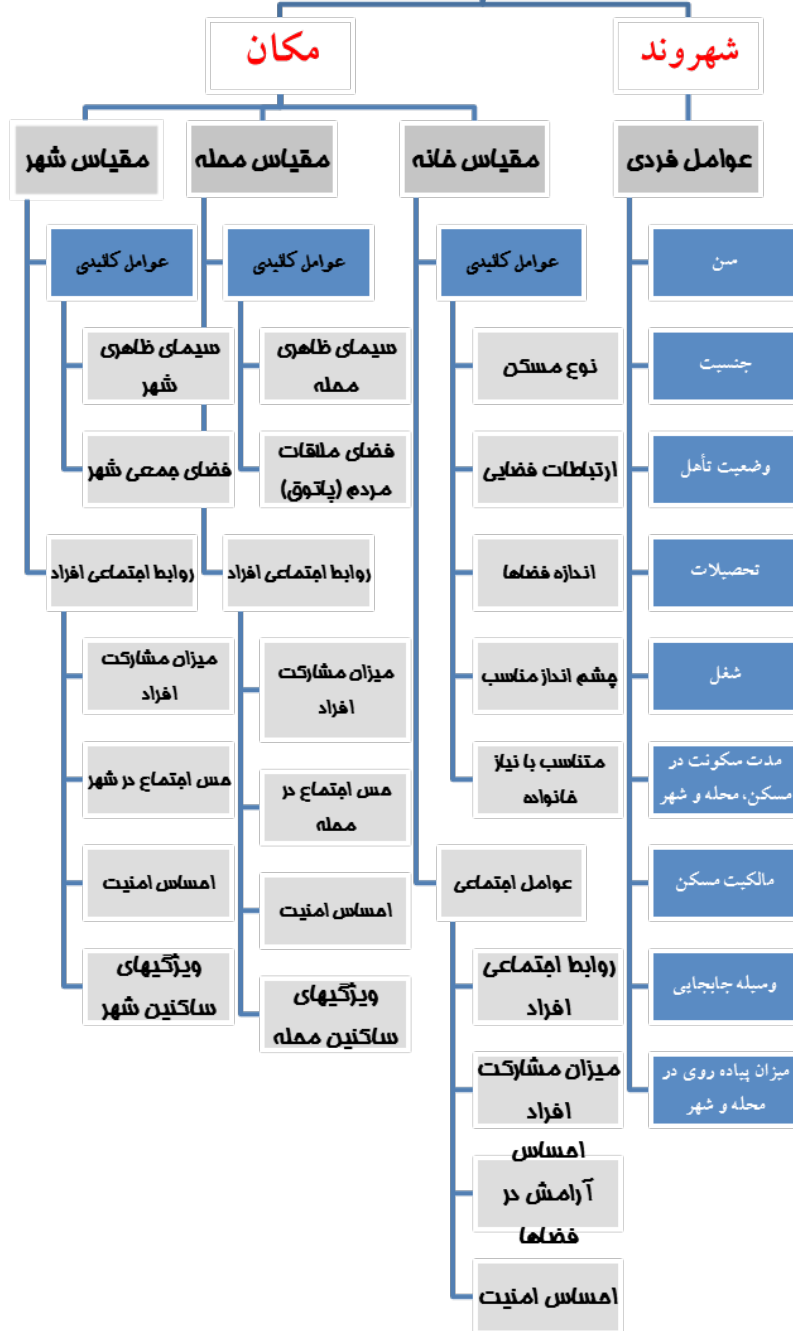 شهروند
مکان
عوامل فردی
سن
جنسیت
وضعیت تأهل
تحصیلات
شغل
مدت سکونت در
مسکن، محله و شهر
مالکیت مسکن
وسیله جابجایی
میزان پیاده روی در
محله و شهر
مقیاس خانه
عوامل کالبدی
نوع مسکن
ارتباطات فضایی
اندازه فضاها
چشم انداز مناسب
متناسب با نیاز
خانواده
عوامل اجتماعی
روابط اجتماعی
افراد
میزان مشارکت
افراد
احساس
آرامش در
فضاها
احساس امنیت
مقیاس محله
عوامل کالبدی
سیمای ظاهری
محله
فضای ملاقات
مردم (پاتوق)
روابط اجتماعی افراد
میزان مشارکت
افراد
حس اجتماع در
محله
احساس امنیت
ویژگیهای
ساکنین محله
مقیاس شهر
عوامل کالبدی
سیمای ظاهری
شهر
فضای جمعی شهر
روابط اجتماعی افراد
میزان مشارکت
افراد
حس اجتماع در شهر
احساس امنیت
ویژگیهای
ساکنین شهر